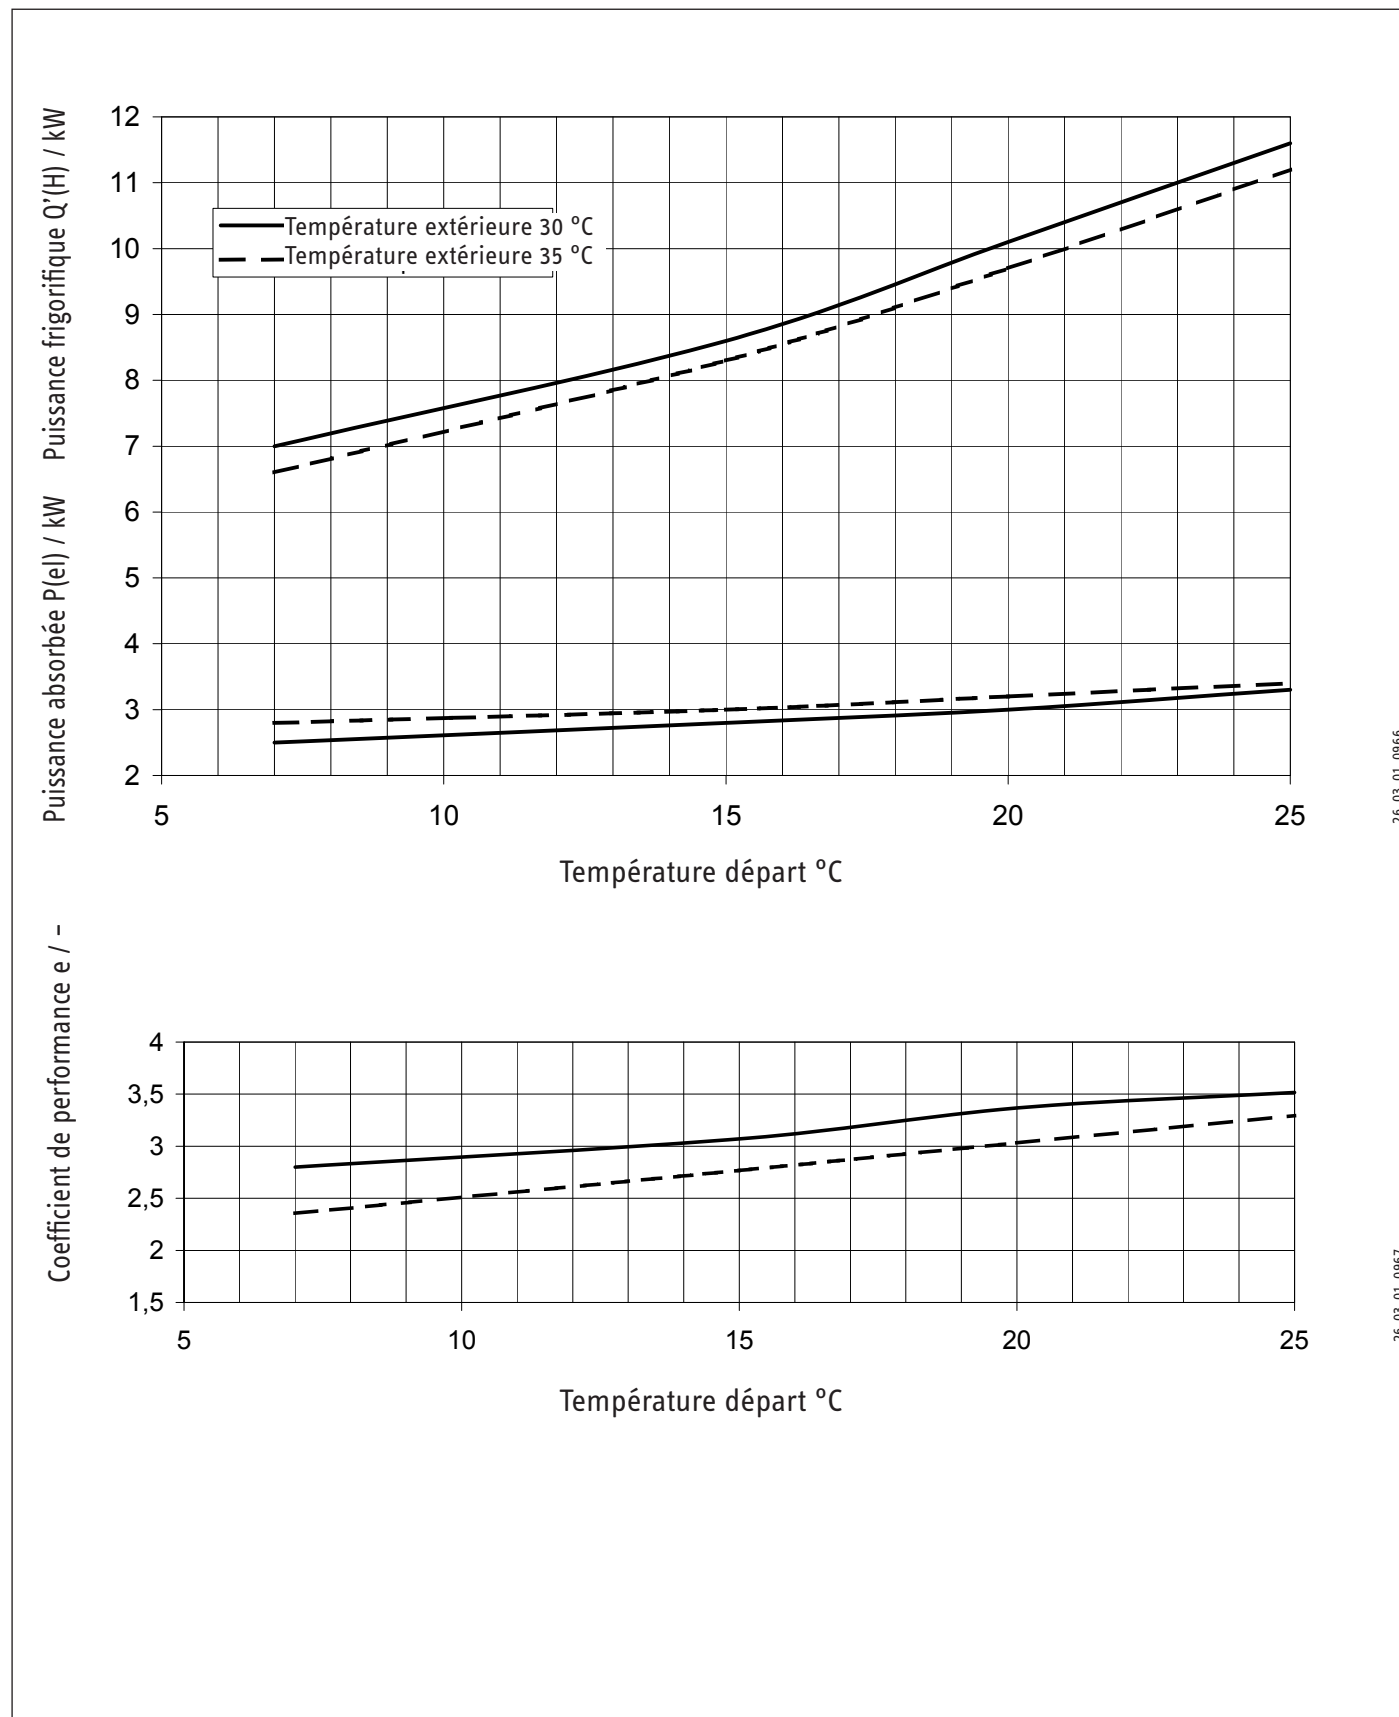 Puissance frigorifique Q'(H) / kW
Puissance absorbée P(el) / kW
12
11
10
9
8
7
6
5
4
3
2
Température extérieure 30 °C
Température extérieure 35 °C
5 10 15 20 25
Température départ °C
26_03_01_0966
Coefficient de performance e / –
4
3,5
3
2,5
2
1,5
5 10 15 20 25
Température départ °C
26_03_01_0967